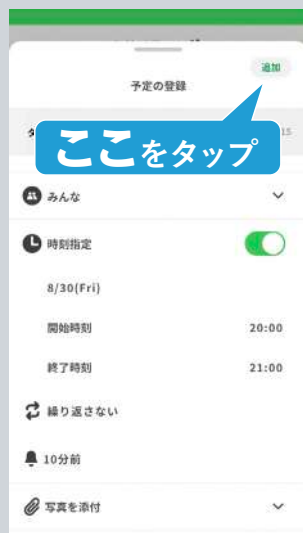 追加
予定の登録
15
ここをタップ
みんな
時刻指定
8/30(Fri)
開始時刻 20:00
終了時刻 21:00
繰り返さない
10分前
写真を添付